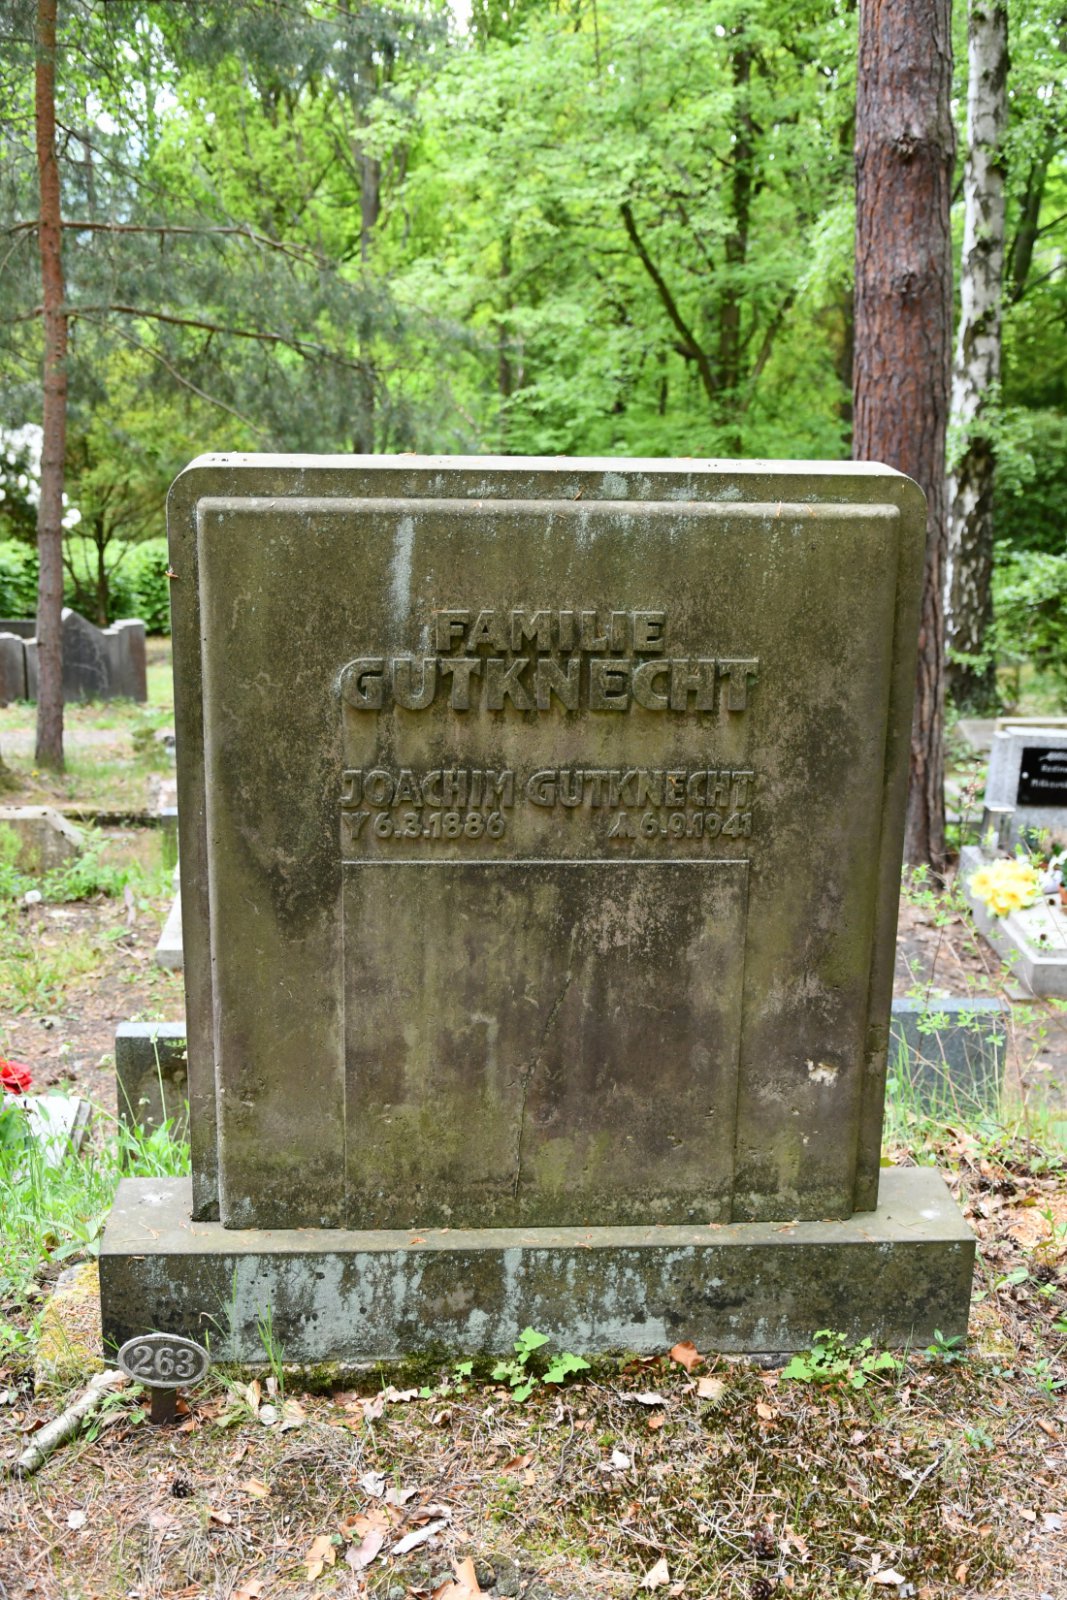 FAMILIE
GUTKNECHT
JOACHIM GUTKNECHT
ᛉ 6.3.1886 ᛣ 6.9.1941
263